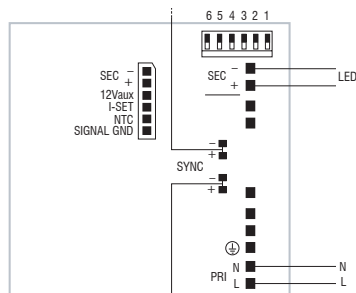 6 5 4 3 2 1
SEC –
+
12Vaux
I-SET
NTC
SIGNAL GND
SEC –
+
LED
–
+
SYNC
–
+
N N
PRI
L L